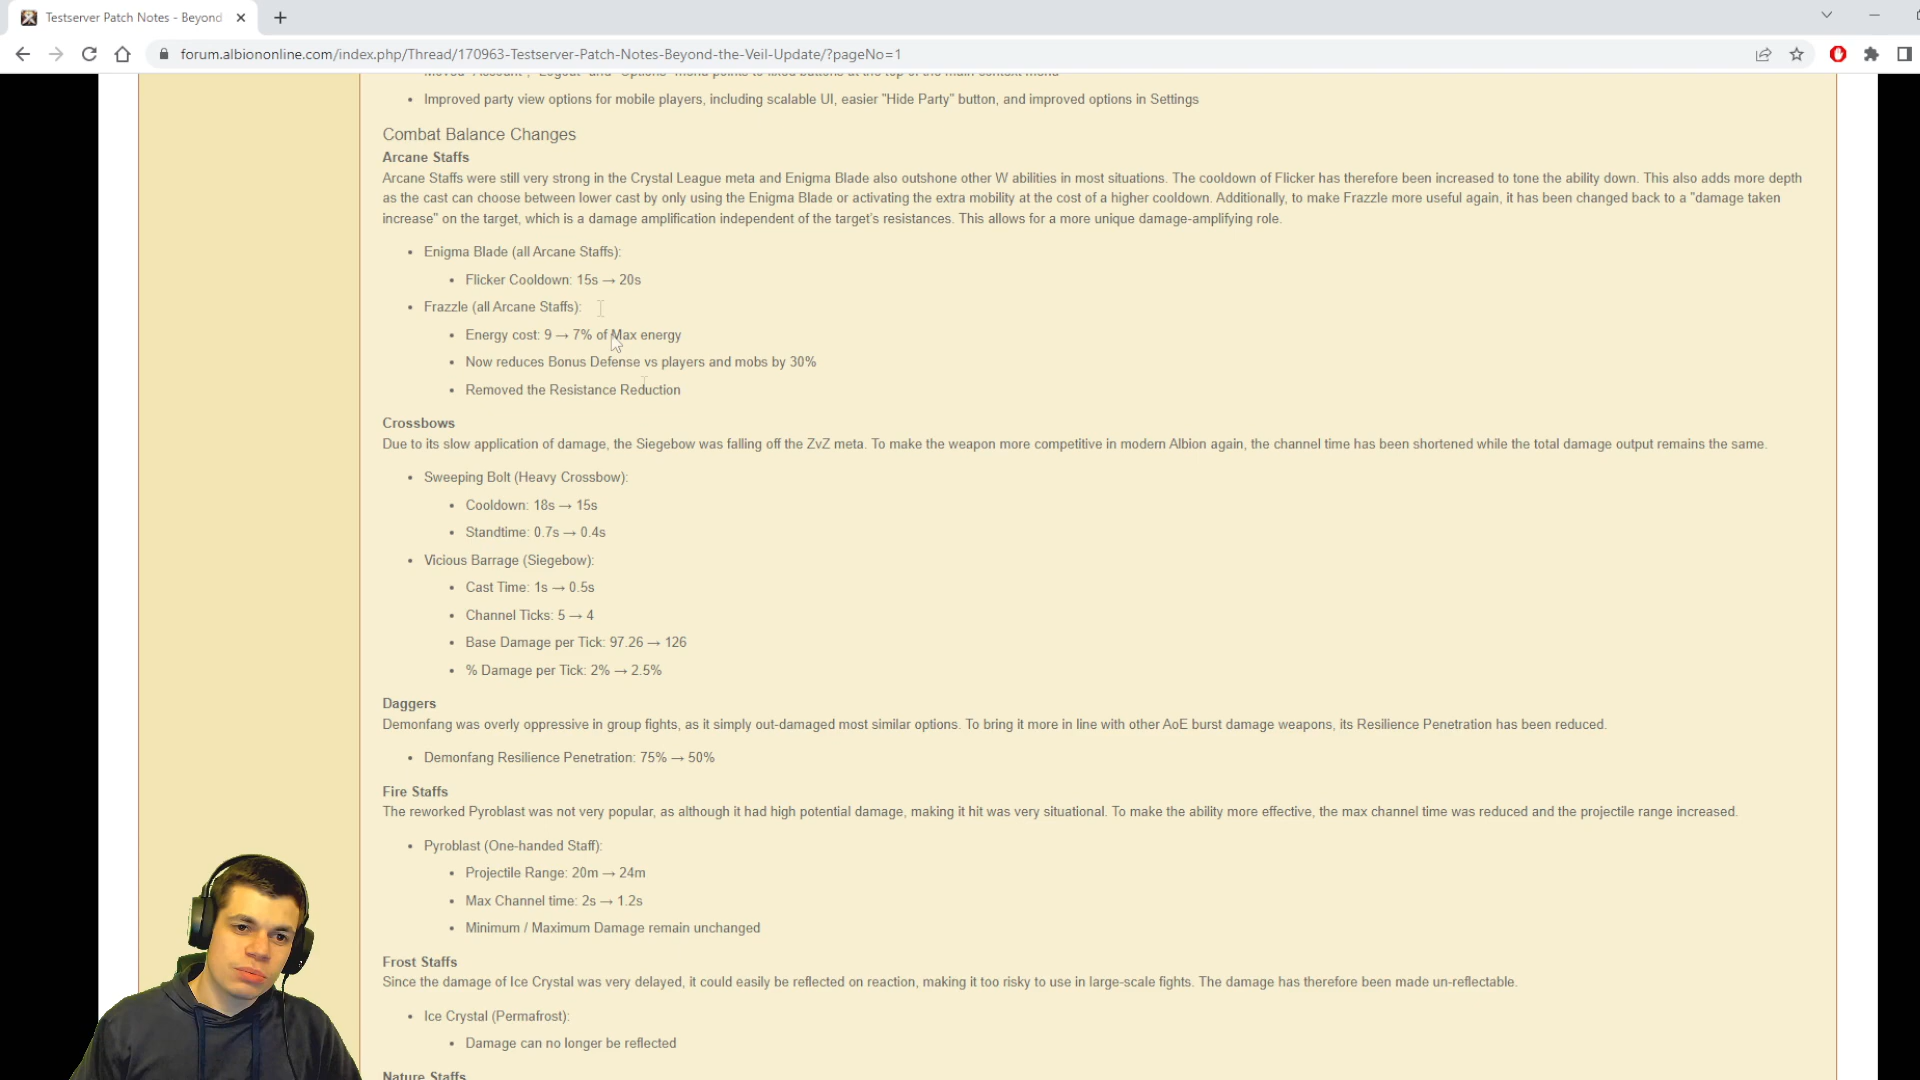 Testserver Patch Notes - Beyond
forum.albiononline.com/index.php/Thread/170963-Testserver-Patch-Notes-Beyond-the-Veil-Update/?pageNo=1
Moved "Account", "Logout" and "Options" menu points to fixed buttons at the top of the main context menu
• Improved party view options for mobile players, including scalable UI, easier "Hide Party" button, and improved options in Settings
Combat Balance Changes
Arcane Staffs
Arcane Staffs were still very strong in the Crystal League meta and Enigma Blade also outshone other W abilities in most situations. The cooldown of Flicker has therefore been increased to tone the ability down. This also adds more depth
as the cast can choose between lower cast by only using the Enigma Blade or activating the extra mobility at the cost of a higher cooldown. Additionally, to make Frazzle more useful again, it has been changed back to a "damage taken
increase" on the target, which is a damage amplification independent of the target's resistances. This allows for a more unique damage-amplifying role.
• Enigma Blade (all Arcane Staffs):
• Flicker Cooldown: 15s → 20s
• Frazzle (all Arcane Staffs):
• Energy cost: 9 → 7% of Max energy
• Now reduces Bonus Defense vs players and mobs by 30%
• Removed the Resistance Reduction
Crossbows
Due to its slow application of damage, the Siegebow was falling off the ZvZ meta. To make the weapon more competitive in modern Albion again, the channel time has been shortened while the total damage output remains the same.
• Sweeping Bolt (Heavy Crossbow):
• Cooldown: 18s → 15s
• Standtime: 0.7s → 0.4s
• Vicious Barrage (Siegebow):
• Cast Time: 1s → 0.5s
• Channel Ticks: 5 → 4
• Base Damage per Tick: 97.26 → 126
• % Damage per Tick: 2% → 2.5%
Daggers
Demonfang was overly oppressive in group fights, as it simply out-damaged most similar options. To bring it more in line with other AoE burst damage weapons, its Resilience Penetration has been reduced.
• Demonfang Resilience Penetration: 75% → 50%
Fire Staffs
The reworked Pyroblast was not very popular, as although it had high potential damage, making it hit was very situational. To make the ability more effective, the max channel time was reduced and the projectile range increased.
• Pyroblast (One-handed Staff):
• Projectile Range: 20m → 24m
• Max Channel time: 2s → 1.2s
• Minimum / Maximum Damage remain unchanged
Frost Staffs
Since the damage of Ice Crystal was very delayed, it could easily be reflected on reaction, making it too risky to use in large-scale fights. The damage has therefore been made un-reflectable.
• Ice Crystal (Permafrost):
• Damage can no longer be reflected
Nature Staffs